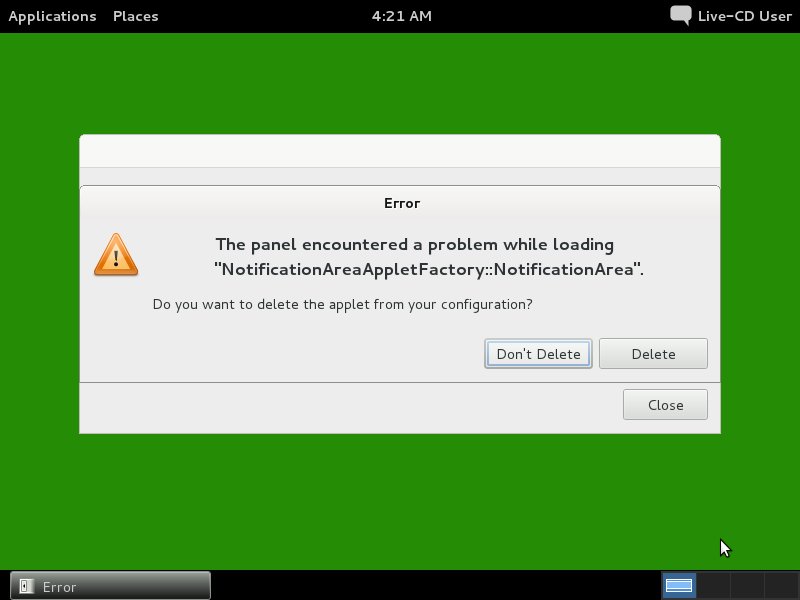 Applications Places 4:21 AM Live-CD User
Error
The panel encountered a problem while loading
"NotificationAreaAppletFactory::NotificationArea".
Do you want to delete the applet from your configuration?
Don't Delete Delete
Close
Error